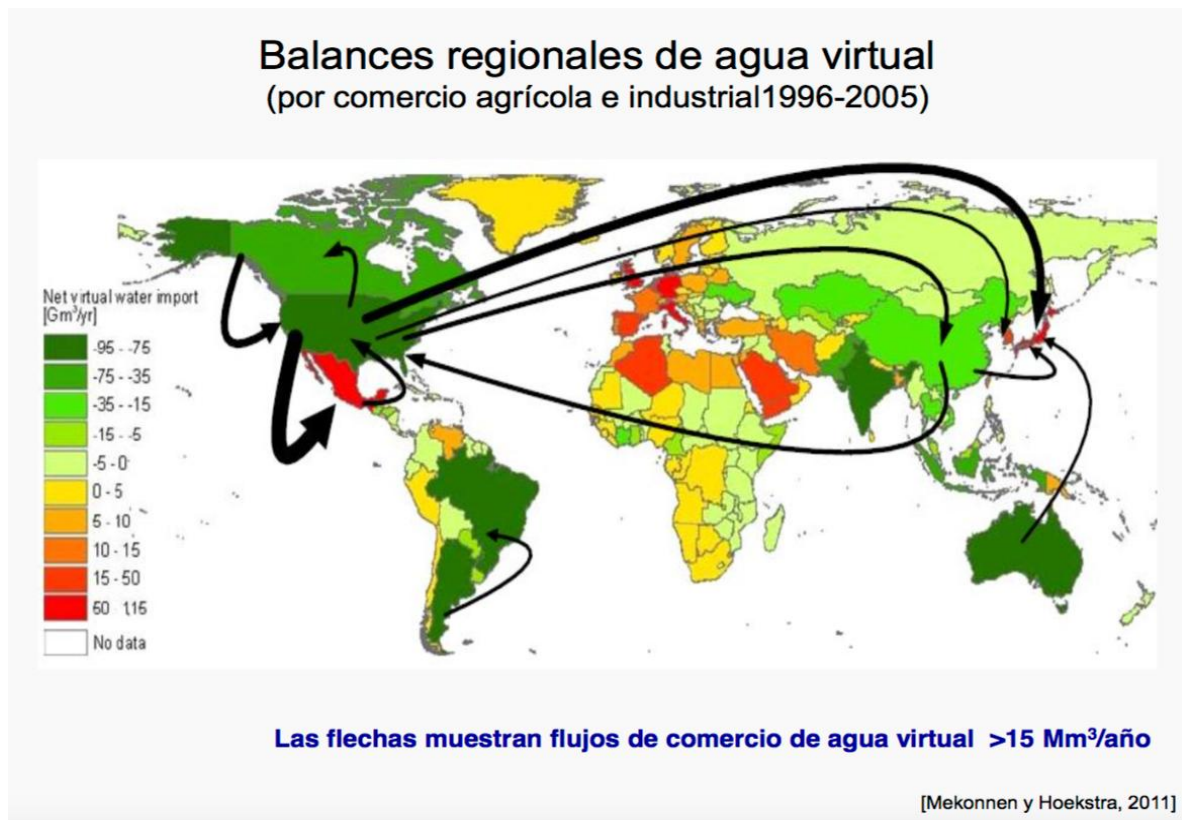 Balances regionales de agua virtual
(por comercio agrícola e industrial1996-2005)
Net virtual water import
[Gm³/yr]
-95 - -75
-75 - -35
-35 - -15
-15 - -5
-5 - 0
0 - 5
5 - 10
10 - 15
15 - 50
50 - 115
No data
Las flechas muestran flujos de comercio de agua virtual >15 Mm³/año
[Mekonnen y Hoekstra, 2011]